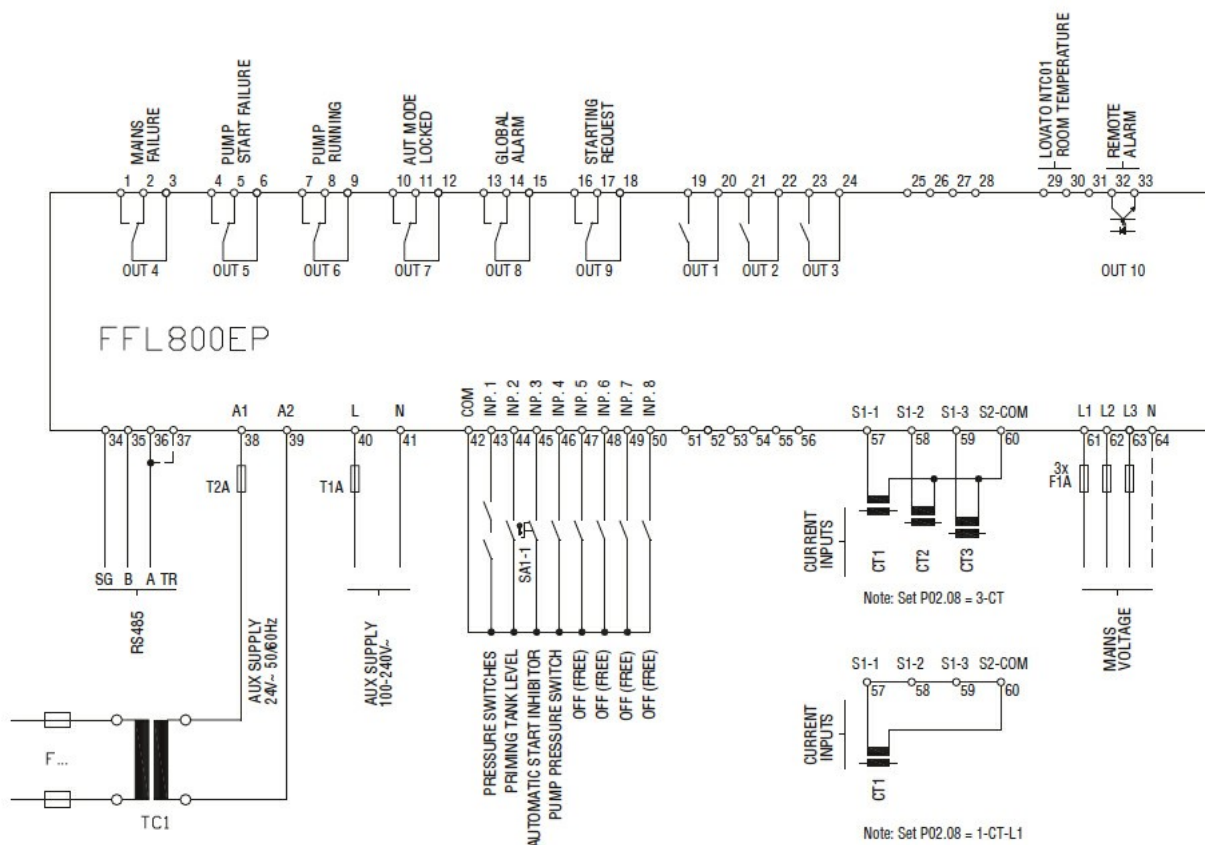 MAINS
FAILURE
PUMP
START FAILURE
PUMP
RUNNING
AUT MODE
LOCKED
GLOBAL
ALARM
STARTING
REQUEST
LOVATO NTC01
ROOM TEMPERATURE
REMOTE
ALARM
1 2 3 4 5 6 7 8 9 10 11 12 13 14 15 16 17 18 19 20 21 22 23 24 25 26 27 28 29 30 31 32 33
OUT 4 OUT 5 OUT 6 OUT 7 OUT 8 OUT 9 OUT 1 OUT 2 OUT 3 OUT 10
FFL800EP
COM
INP. 1
INP. 2
INP. 3
INP. 4
INP. 5
INP. 6
INP. 7
INP. 8
A1 A2 L N S1-1 S1-2 S1-3 S2-COM L1 L2 L3 N
34 35 36 37 38 39 40 41 42 43 44 45 46 47 48 49 50 51 52 53 54 55 56 57 58 59 60 61 62 63 64
T2A
T1A
3x
F1A
SA1-1
CURRENT
INPUTS
CT1
CT2
CT3
Note: Set P02.08 = 3-CT
SG B A TR
RS485
AUX SUPPLY
24V~ 50/60Hz
AUX SUPPLY
100-240V~
PRESSURE SWITCHES
PRIMING TANK LEVEL
AUTOMATIC START INHIBITOR
PUMP PRESSURE SWITCH
OFF (FREE)
OFF (FREE)
OFF (FREE)
OFF (FREE)
MAINS
VOLTAGE
S1-1 S1-2 S1-3 S2-COM
57 58 59 60
CURRENT
INPUTS
CT1
Note: Set P02.08 = 1-CT-L1
F...
TC1